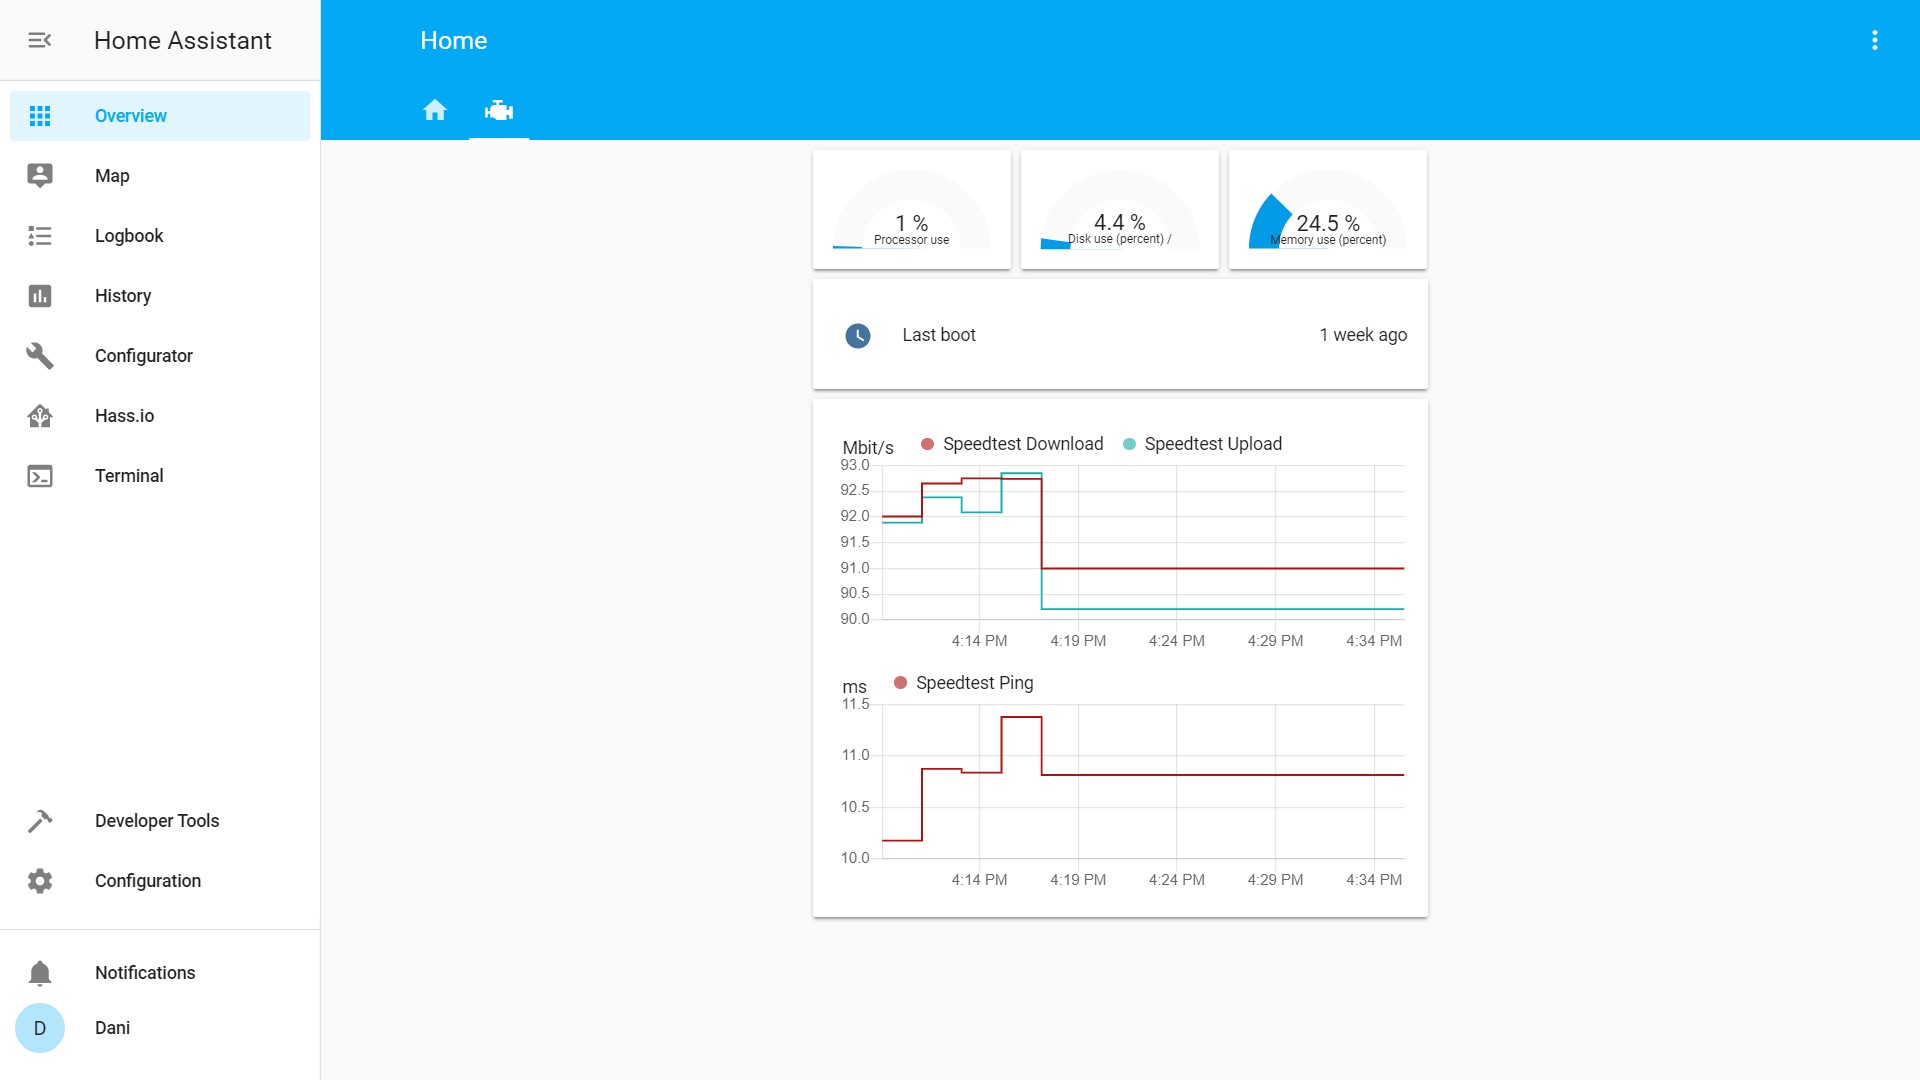 Home Assistant
Home
Overview
Map
Logbook
History
Configurator
Hass.io
Terminal
Developer Tools
Configuration
Notifications
D
Dani
1 %
Processor use
4.4 %
Disk use (percent) /
24.5 %
Memory use (percent)
Last boot
1 week ago
Mbit/s
Speedtest Download
Speedtest Upload
93.0
92.5
92.0
91.5
91.0
90.5
90.0
4:14 PM
4:19 PM
4:24 PM
4:29 PM
4:34 PM
ms
Speedtest Ping
11.5
11.0
10.5
10.0
4:14 PM
4:19 PM
4:24 PM
4:29 PM
4:34 PM